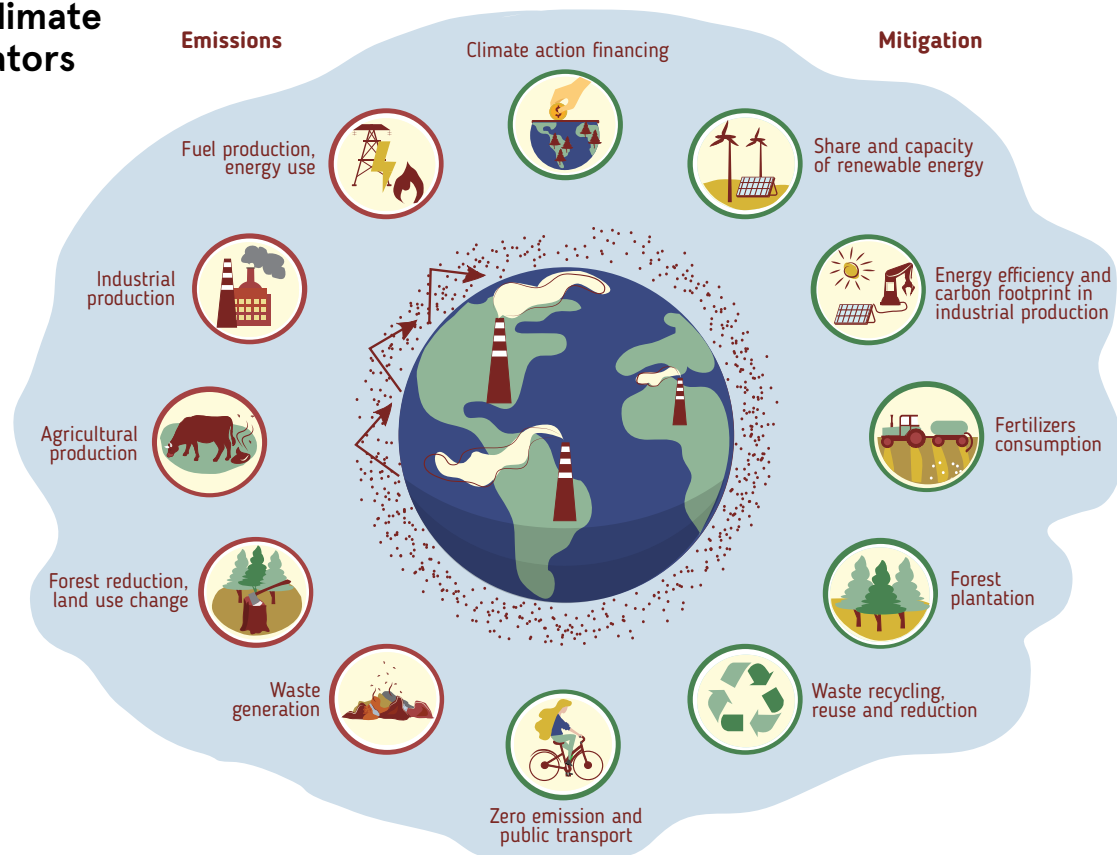 limate
ators
Emissions
Mitigation
Climate action financing
Fuel production,
energy use
Share and capacity
of renewable energy
Industrial
production
Energy efficiency and
carbon footprint in
industrial production
Agricultural
production
Fertilizers
consumption
Forest reduction,
land use change
Forest
plantation
Waste
generation
Waste recycling,
reuse and reduction
Zero emission and
public transport